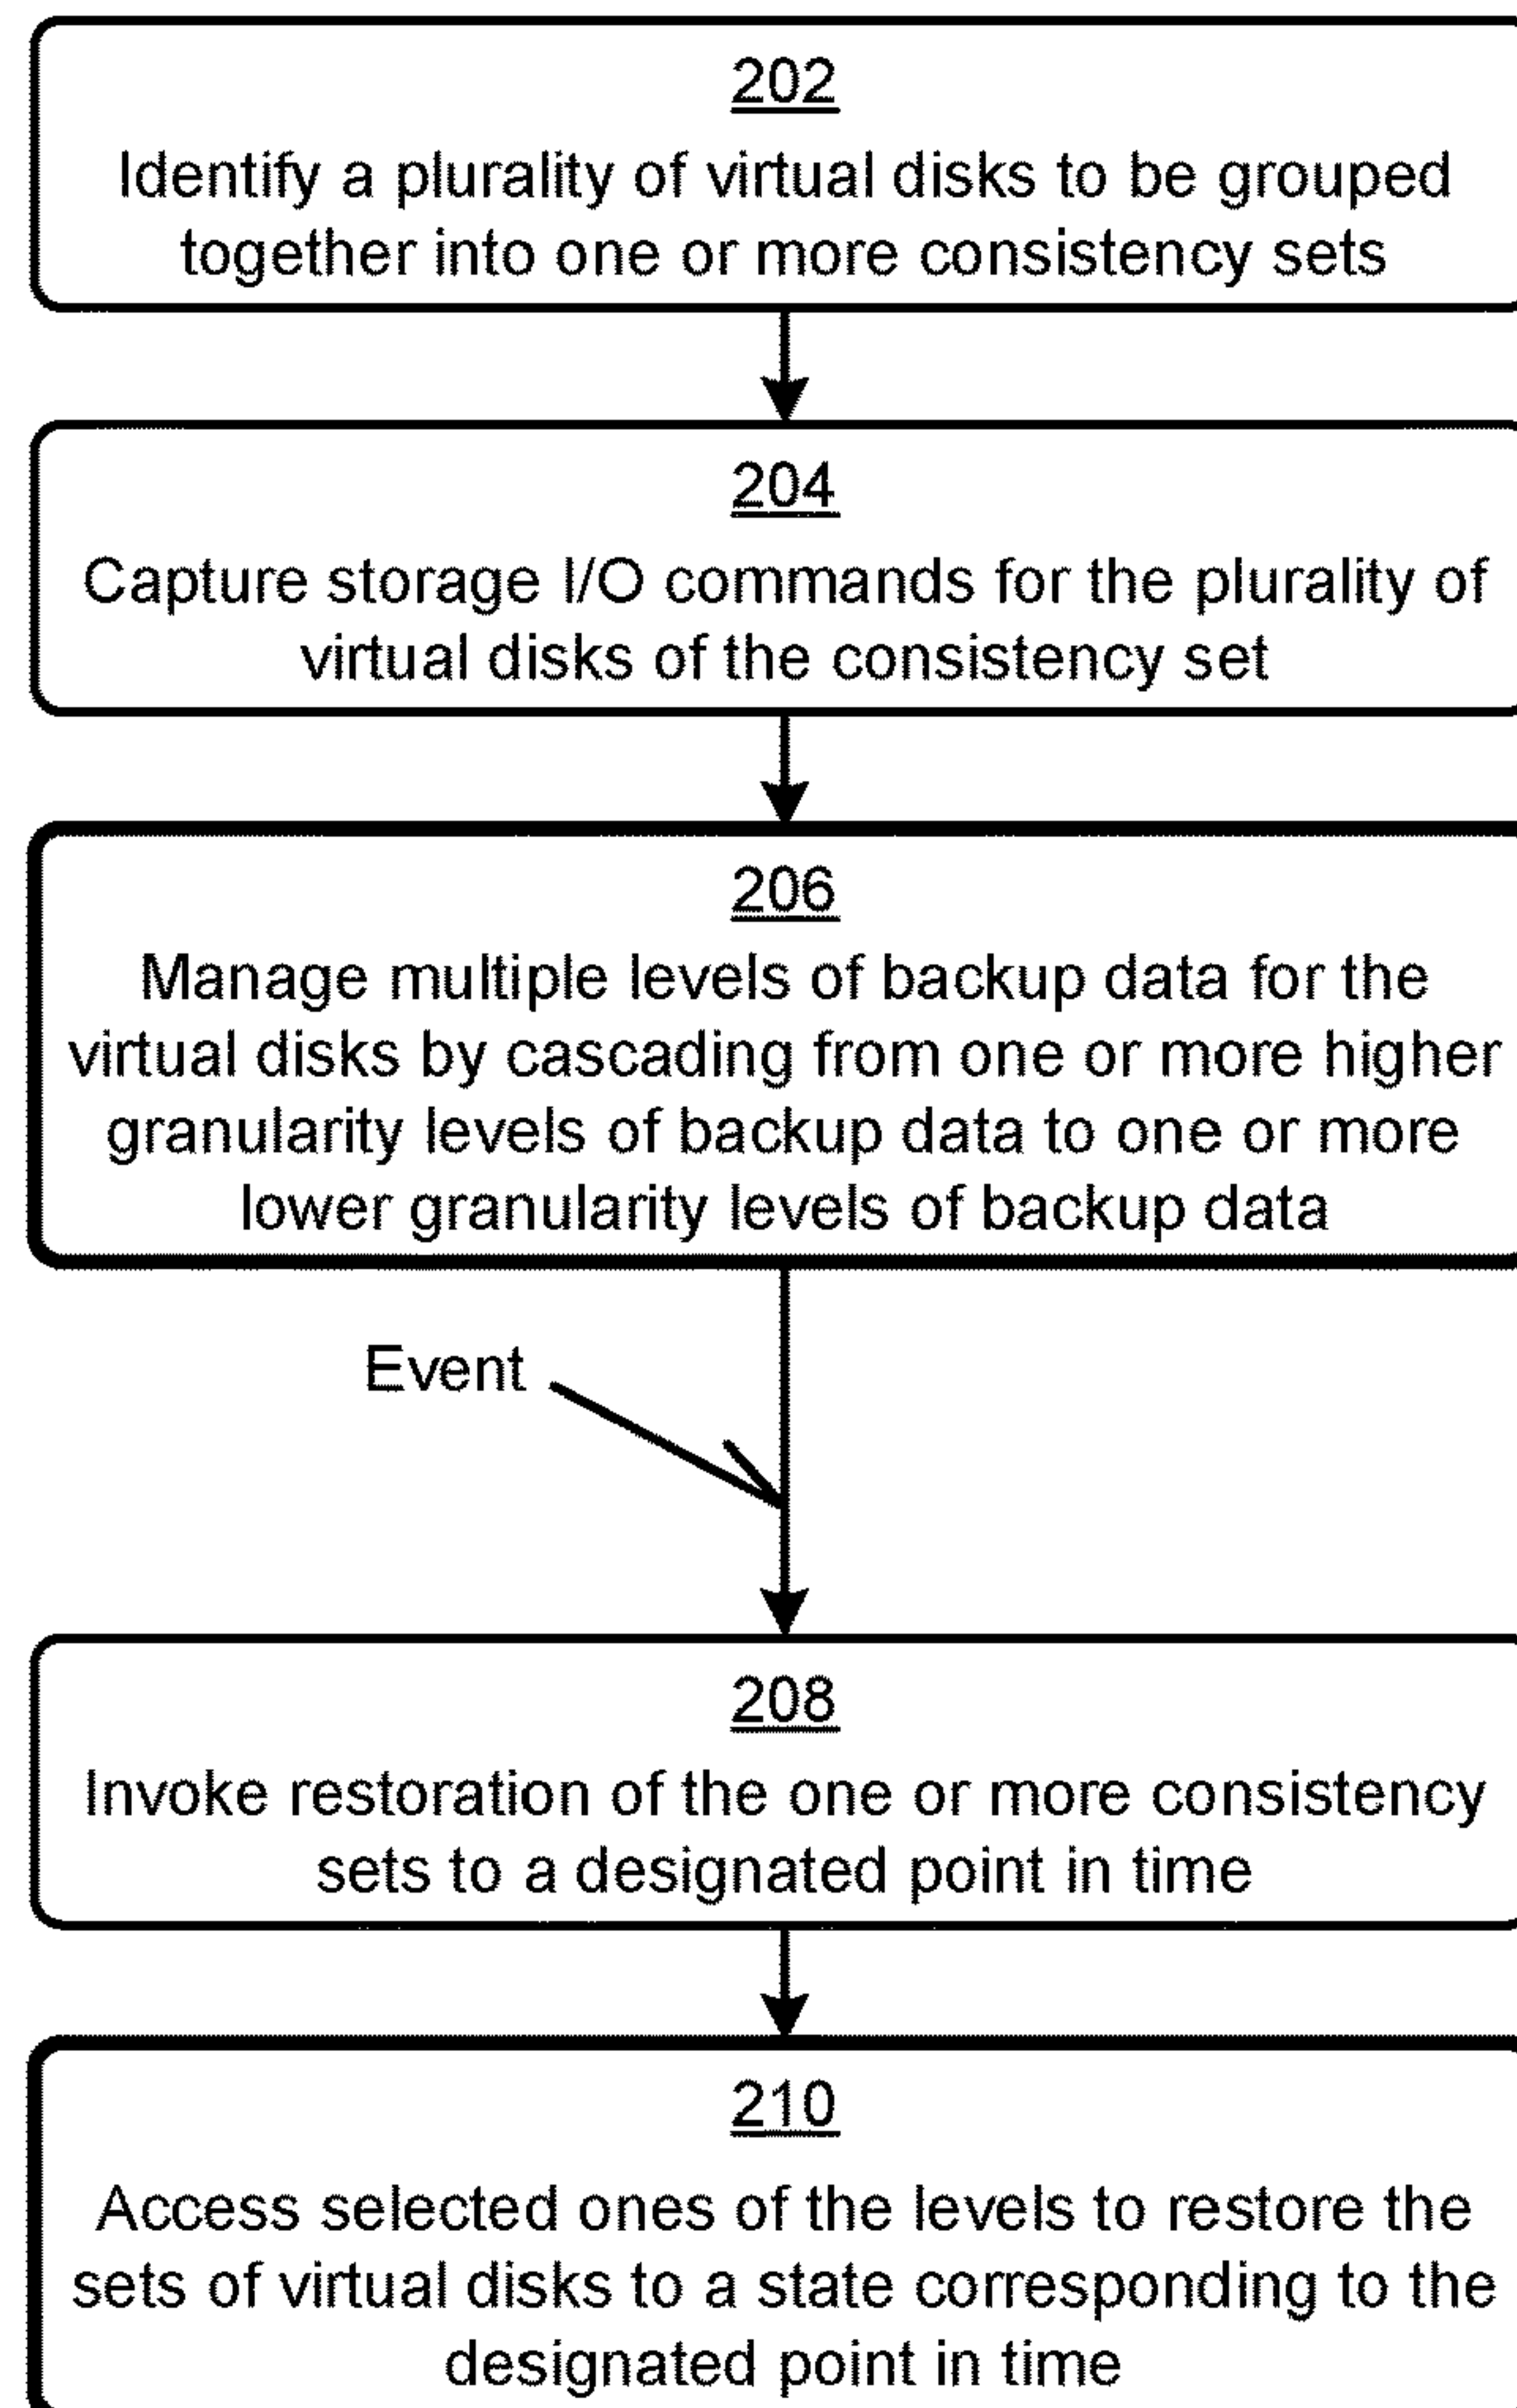 202
Identify a plurality of virtual disks to be grouped
together into one or more consistency sets
204
Capture storage I/O commands for the plurality of
virtual disks of the consistency set
206
Manage multiple levels of backup data for the
virtual disks by cascading from one or more higher
granularity levels of backup data to one or more
lower granularity levels of backup data
Event
208
Invoke restoration of the one or more consistency
sets to a designated point in time
210
Access selected ones of the levels to restore the
sets of virtual disks to a state corresponding to the
designated point in time